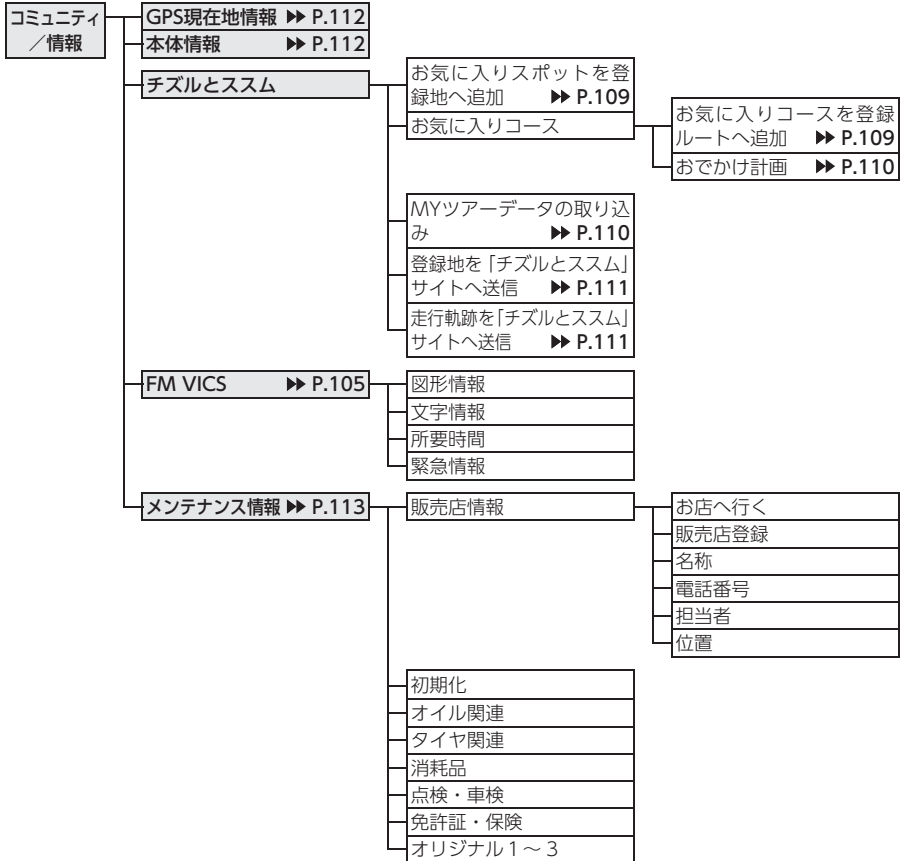 コミュニティ
／情報
GPS現在地情報 ▶▶ P.112
本体情報 ▶▶ P.112
チズルとススム
お気に入りスポットを登
録地へ追加 ▶▶ P.109
お気に入りコース
お気に入りコースを登録
ルートへ追加 ▶▶ P.109
おでかけ計画 ▶▶ P.110
MYツアーデータの取り込
み ▶▶ P.110
登録地を「チズルとススム」
サイトへ送信 ▶▶ P.111
走行軌跡を「チズルとススム」
サイトへ送信 ▶▶ P.111
FM VICS ▶▶ P.105
図形情報
文字情報
所要時間
緊急情報
メンテナンス情報 ▶▶ P.113
販売店情報
お店へ行く
販売店登録
名称
電話番号
担当者
位置
初期化
オイル関連
タイヤ関連
消耗品
点検・車検
免許証・保険
オリジナル１～３